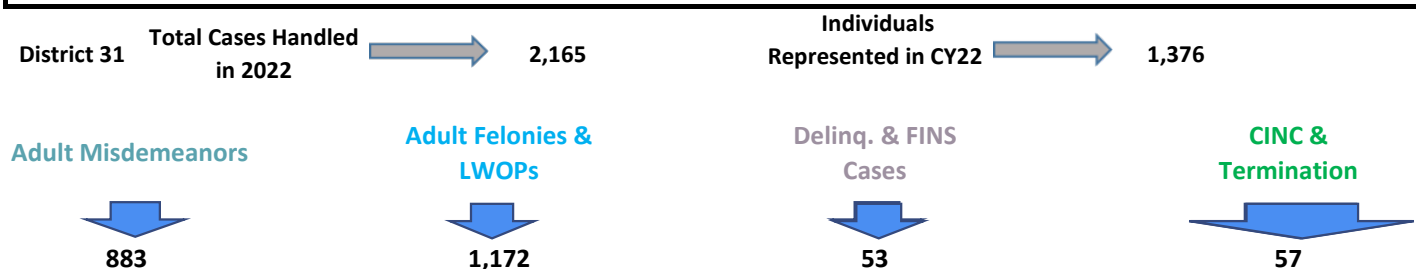 District 31
Total Cases Handled
in 2022
2,165
Individuals
Represented in CY22
1,376
Adult Misdemeanors
Adult Felonies &
LWOPs
Delinq. & FINS
Cases
CINC &
Termination
883
1,172
53
57